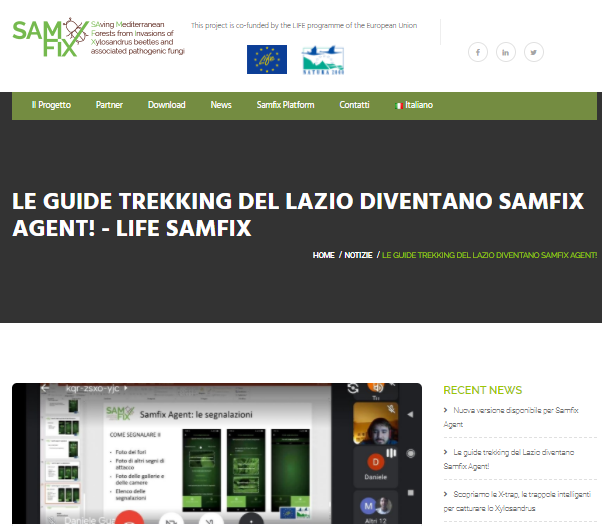 SAMFIX
SAving Mediterranean
Forests from invasions of
Xylosandrus beetles and
associated pathogenic fungi
This project is co-funded by the LIFE programme of the European Union
Life
NATURA 2000
Il Progetto
Partner
Download
News
Samfix Platform
Contatti
Italiano
LE GUIDE TREKKING DEL LAZIO DIVENTANO SAMFIX
AGENT! - LIFE SAMFIX
HOME / NOTIZIE / LE GUIDE TREKKING DEL LAZIO DIVENTANO SAMFIX AGENT!
kqr-zsxo-yjc
Tu
SAMFIX
Samfix Agent: le segnalazioni
COME SEGNALARE II
• Foto dei fori
• Foto di altri segni di
attacco
• Foto delle gallerie e
delle camere
• Elenco delle
segnalazioni
D
Daniele
M
Altri 12
Daniele
RECENT NEWS
Nuova versione disponibile per Samfix
Agent
Le guide trekking del Lazio diventano
Samfix Agent!
Scopriamo le X-trap, le trappole intelligenti
per catturare lo Xylosandrus